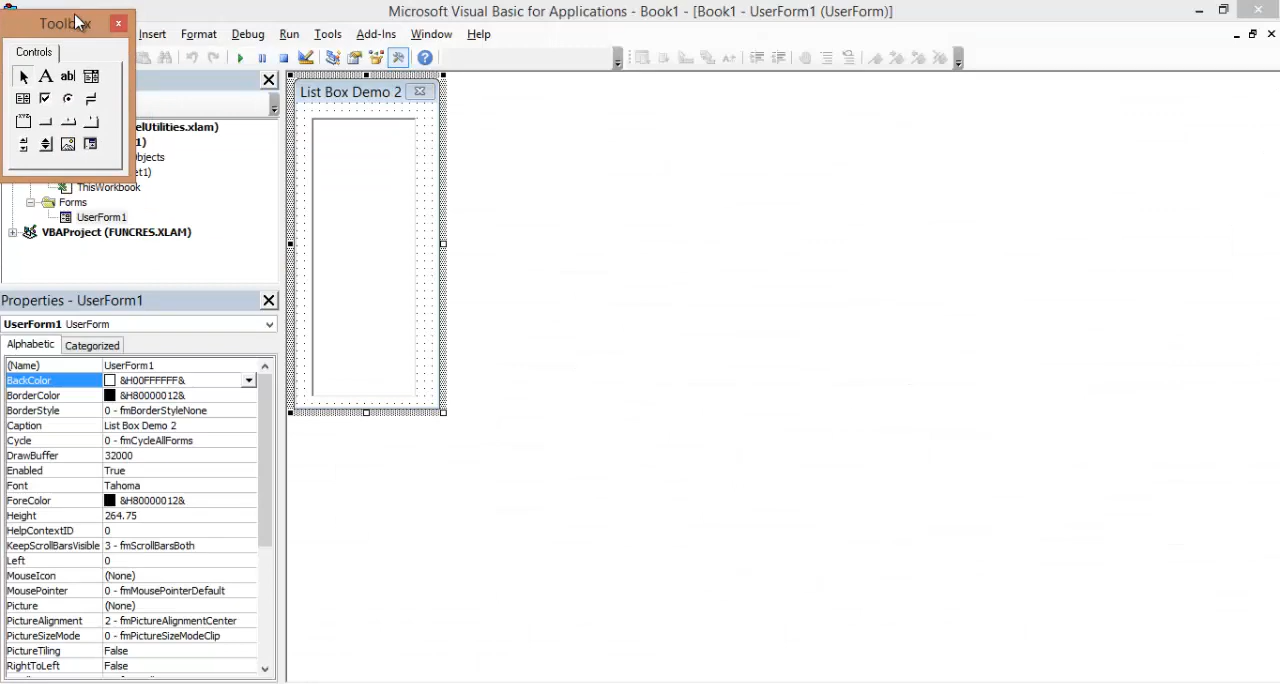 Microsoft Visual Basic for Applications - Book1 - [Book1 - UserForm1 (UserForm)]
Toolbox
Insert Format Debug Run Tools Add-Ins Window Help
Controls
A ab|
List Box Demo 2
elUtilities.xlam)
1)
bjects
et1)
ThisWorkbook
Forms
UserForm1
VBAProject (FUNCRES.XLAM)
Properties - UserForm1
UserForm1 UserForm
Alphabetic Categorized
(Name) UserForm1
BackColor &H00FFFFFF&
BorderColor &H80000012&
BorderStyle 0 - fmBorderStyleNone
Caption List Box Demo 2
Cycle 0 - fmCycleAllForms
DrawBuffer 32000
Enabled True
Font Tahoma
ForeColor &H80000012&
Height 264.75
HelpContextID 0
KeepScrollBarsVisible 3 - fmScrollBarsBoth
Left 0
MouseIcon (None)
MousePointer 0 - fmMousePointerDefault
Picture (None)
PictureAlignment 2 - fmPictureAlignmentCenter
PictureSizeMode 0 - fmPictureSizeModeClip
PictureTiling False
RightToLeft False